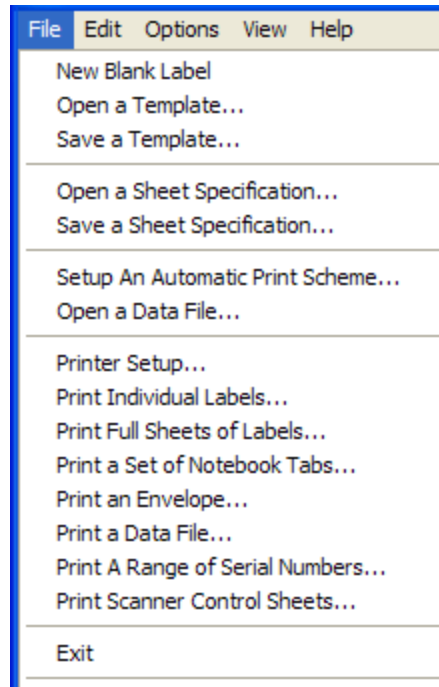 File Edit Options View Help
New Blank Label
Open a Template...
Save a Template...
Open a Sheet Specification...
Save a Sheet Specification...
Setup An Automatic Print Scheme...
Open a Data File...
Printer Setup...
Print Individual Labels...
Print Full Sheets of Labels...
Print a Set of Notebook Tabs...
Print an Envelope...
Print a Data File...
Print A Range of Serial Numbers...
Print Scanner Control Sheets...
Exit